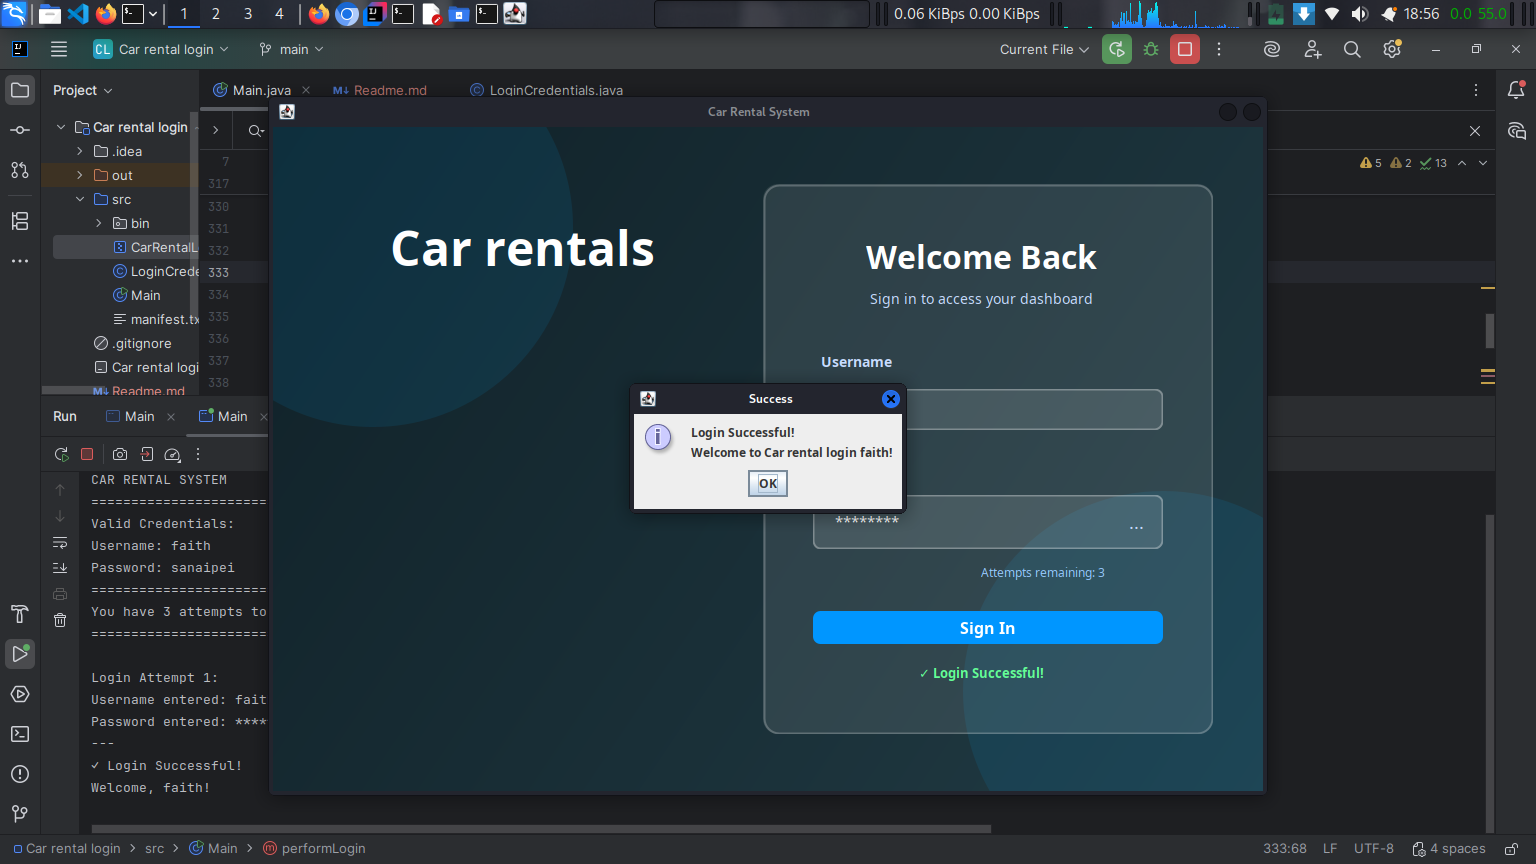 1
2
3
4
0.06 KiBps 0.00 KiBps
18:56
0.0 55.0
CL
Car rental login
main
Current File
Project
Main.java
Readme.md
LoginCredentials.java
Car Rental System
Car rental login
.idea
out
src
bin
CarRentalL
LoginCrede
Main
manifest.tx
.gitignore
Car rental logi
Readme.md
7
317
330
331
332
333
334
335
336
337
338
5
2
13
Car rentals
Welcome Back
Sign in to access your dashboard
Username
Success
Login Successful!
Welcome to Car rental login faith!
OK
********
...
Attempts remaining: 3
Sign In
✓ Login Successful!
Run
Main
Main
CAR RENTAL SYSTEM
======================
Valid Credentials:
Username: faith
Password: sanaipei
======================
You have 3 attempts to
======================
Login Attempt 1:
Username entered: fait
Password entered: ****
---
✓ Login Successful!
Welcome, faith!
Car rental login > src > Main > performLogin
333:68
LF
UTF-8
4 spaces